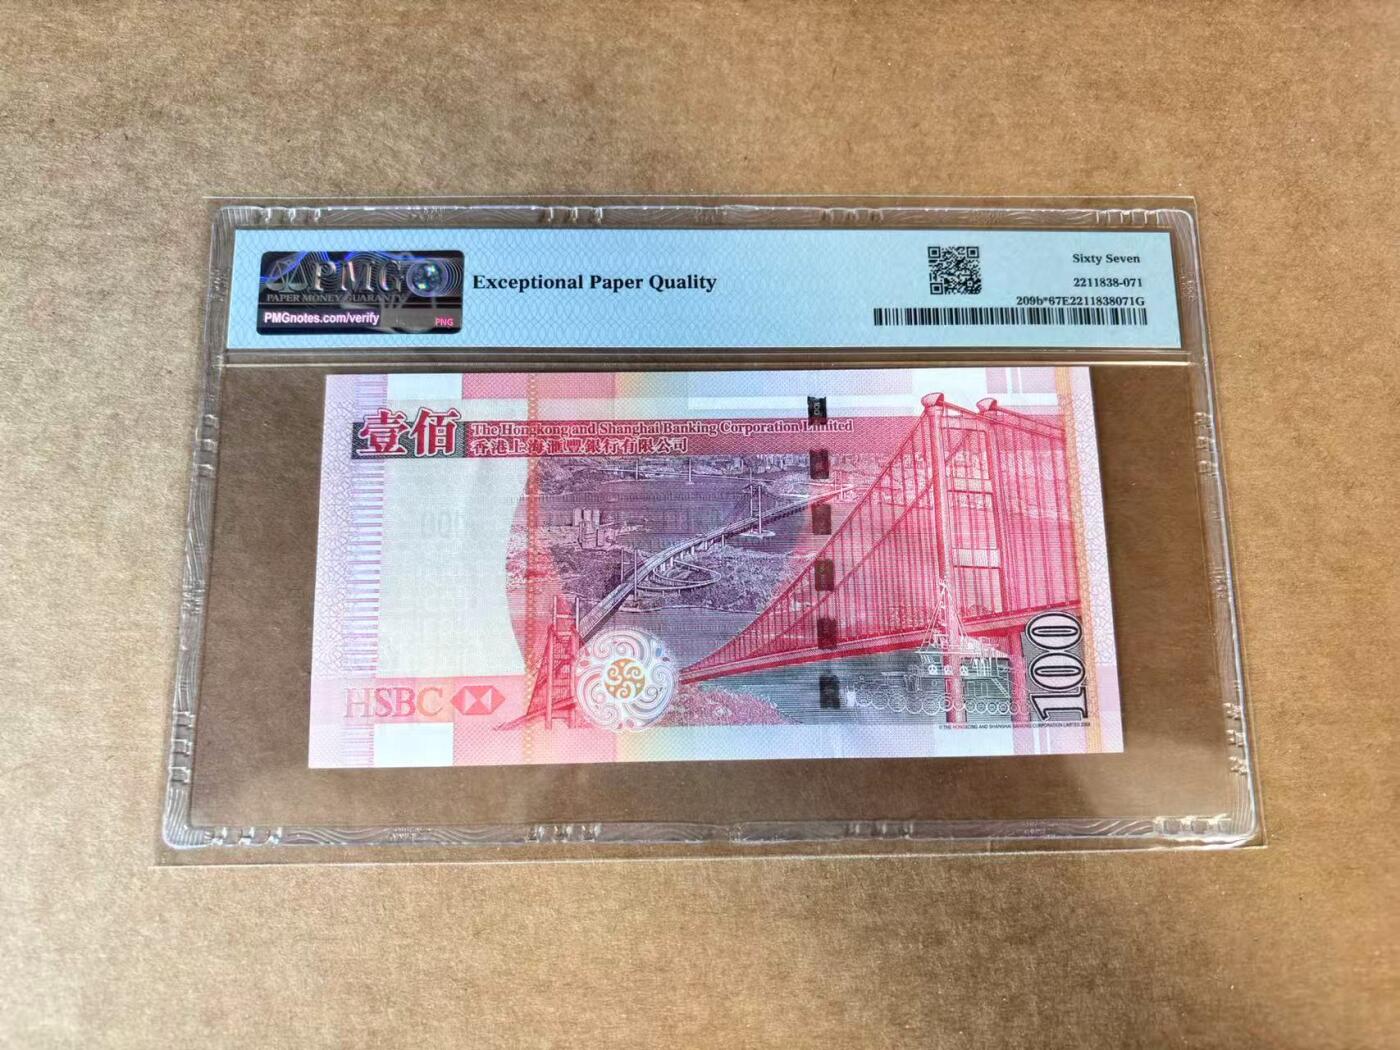 PMG
PAPER MONEY GUARANTY
PMGnotes.com/verify
PNG
Exceptional Paper Quality
Sixty Seven
2211838-071
209b*67E2211838071G
壹佰
The Hongkong and Shanghai Banking Corporation Limited
香港上海滙豐銀行有限公司
HSBC
100